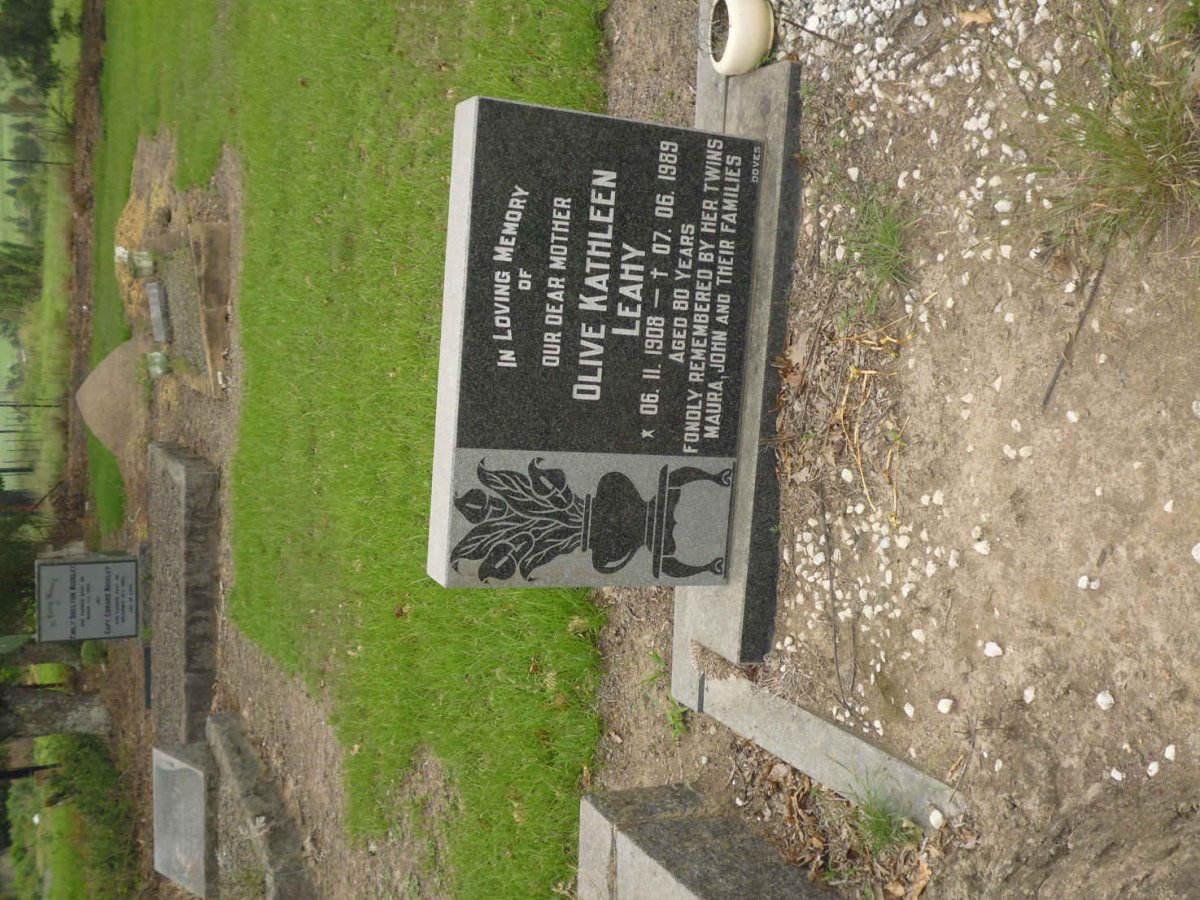 IN LOVING MEMORY
OF
OUR DEAR MOTHER
OLIVE KATHLEEN
LEAHY
★ 06. 11. 1908 — † 07. 06. 1989
AGED 80 YEARS
FONDLY REMEMBERED BY HER TWINS
MAURA, JOHN AND THEIR FAMILIES
DOVES